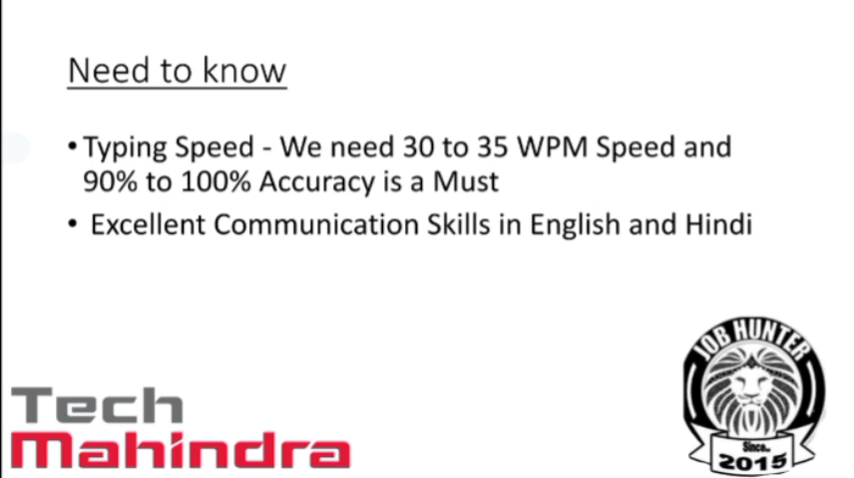 Need to know
• Typing Speed - We need 30 to 35 WPM Speed and
90% to 100% Accuracy is a Must
• Excellent Communication Skills in English and Hindi
Tech
Mahindra
JOB HUNTER
Since..
2015